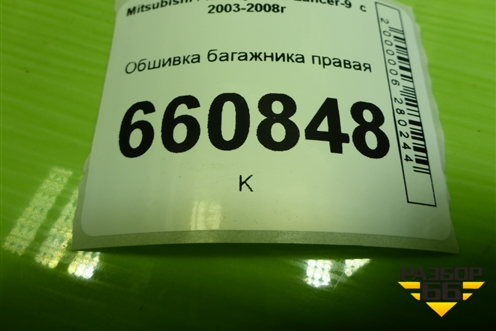 Mitsubishi Lancer-9 с
2003-2008г
Обшивка багажника правая
660848
К
2000006280244
РАЗБОР
66